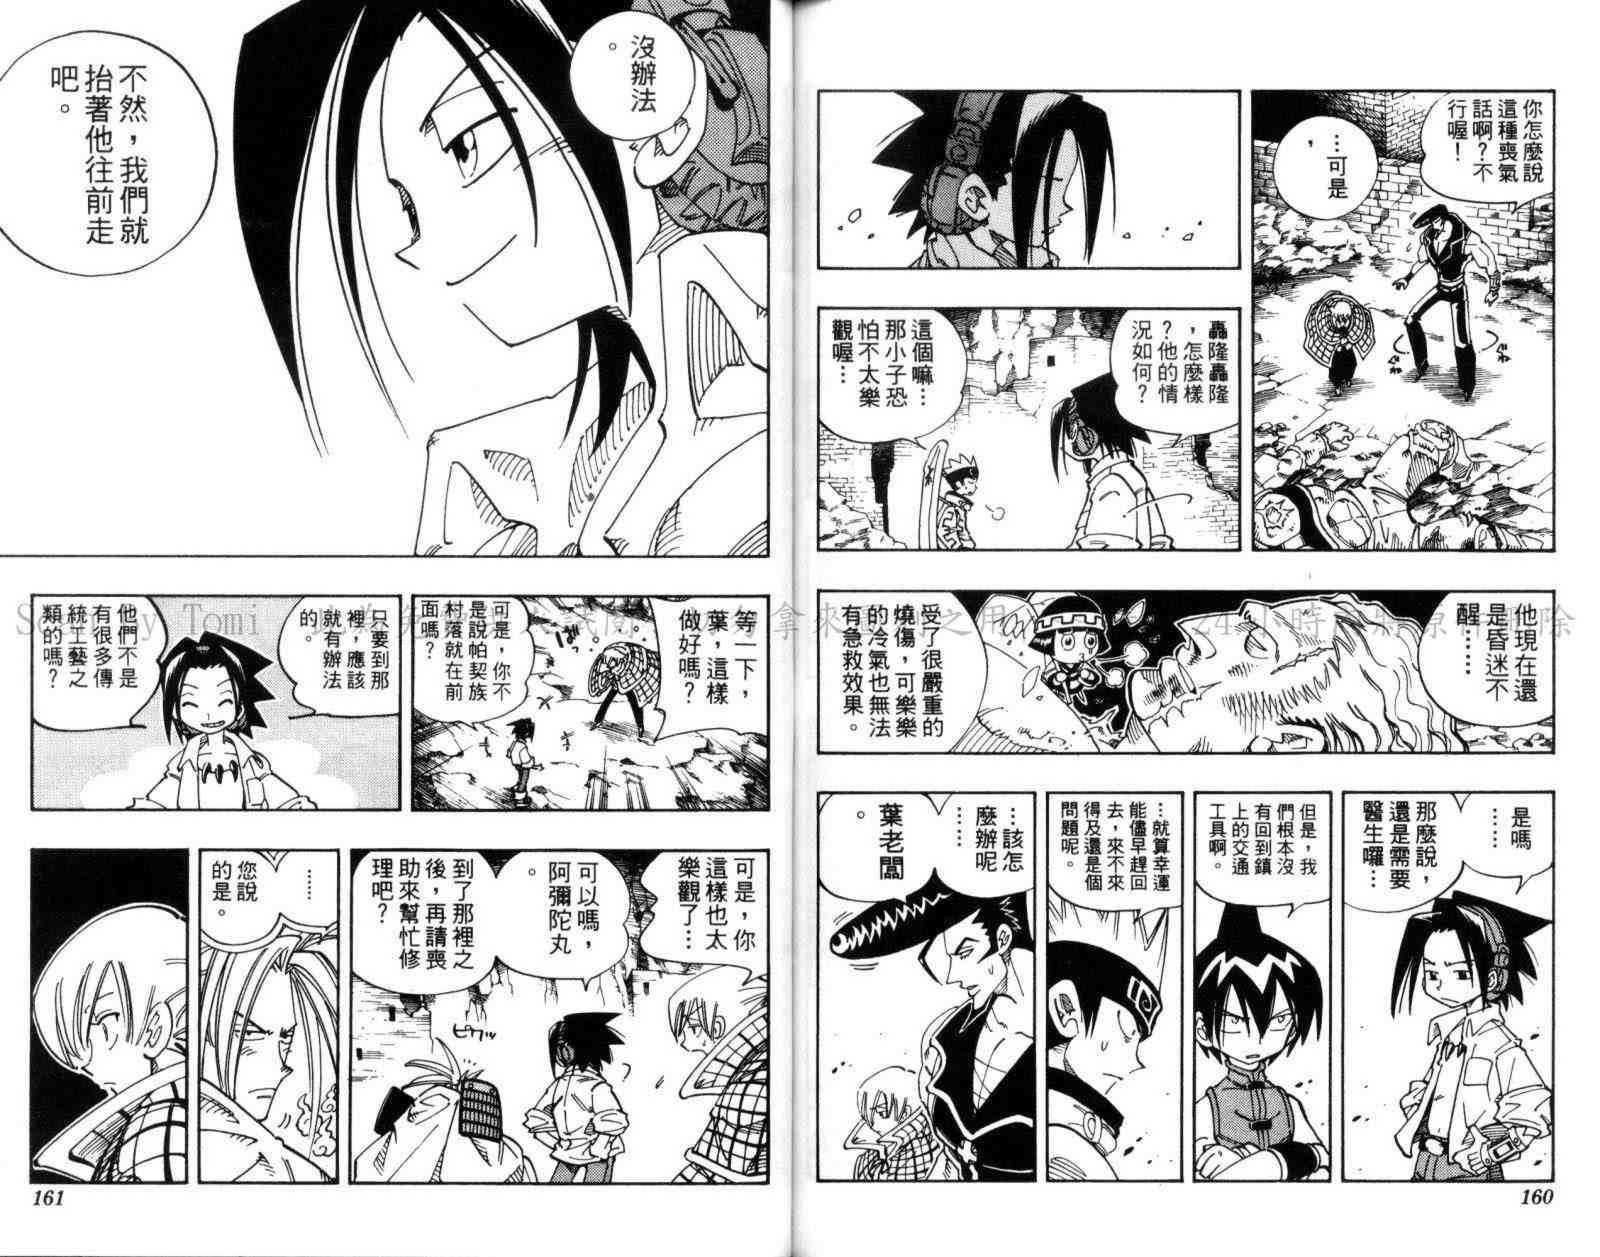 你怎麼說
這種喪氣
話啊？不
行喔！
…可是
，
轟隆轟隆
，怎麼樣
？他的情
況如何？
這個嘛…
那小子恐
怕不太樂
觀喔…
他現在還
是昏迷不
醒……
受了很嚴重的
燒傷，可樂樂
的冷氣也無法
有急救效果。
是嗎
……
那麼說，
還是需要
醫生囉…
但是，我
們根本沒
有回到鎮
上的交通
工具啊。
…就算幸運
能儘早趕回
去，來不來
得及還是個
問題呢。
…該怎
麼辦呢
……
葉老闆
。
160
沒辦法
。
不然，我們就
抬著他往前走
吧。
等一下，
葉，這樣
做好嗎？
可是，你不
是說帕契族
村落就在前
面嗎？
只要到那
裡，應該
就有辦法
的。
他們不是
有很多傳
統工藝之
類的嗎？
可是，你
這樣也太
樂觀了…
可以嗎，
阿彌陀丸
。
到了那裡之
後，再請喪
助來幫忙修
理吧？
ピクッ
……
您說
的是。
161